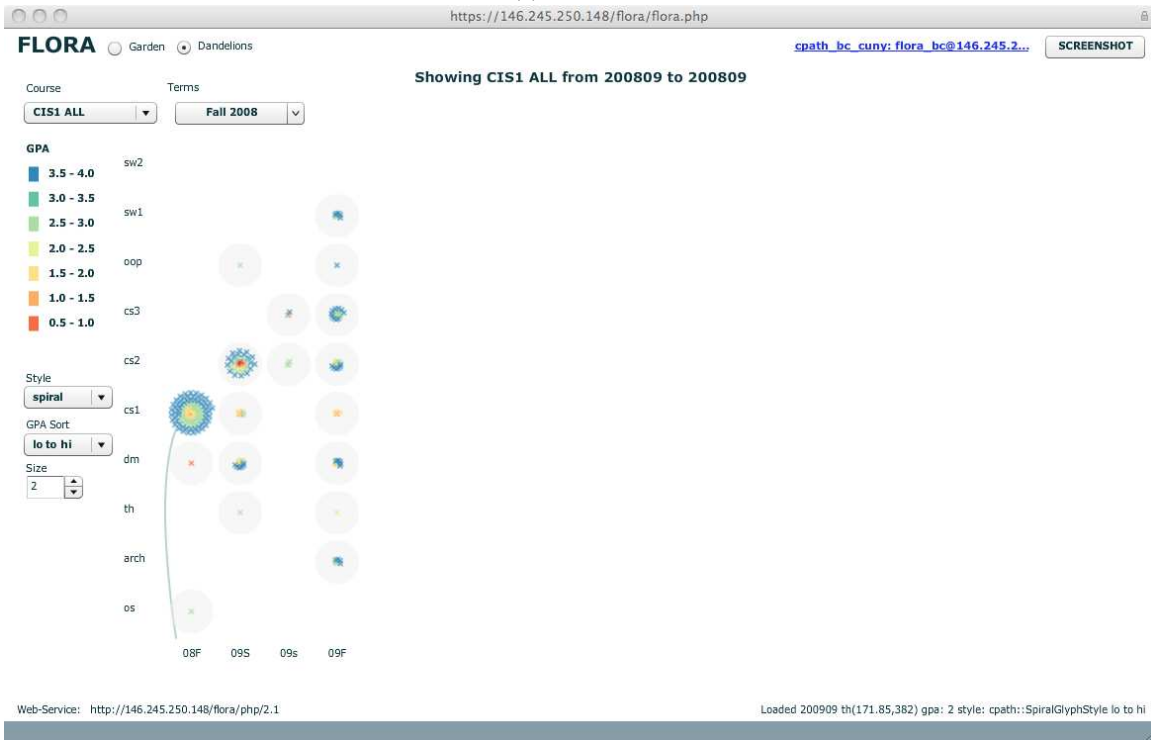 https://146.245.250.148/flora/flora.php
FLORA Garden Dandelions cpath_bc_cuny: flora_bc@146.245.2... SCREENSHOT
Showing CIS1 ALL from 200809 to 200809
Course Terms
CIS1 ALL Fall 2008
GPA
3.5 - 4.0
3.0 - 3.5
2.5 - 3.0
2.0 - 2.5
1.5 - 2.0
1.0 - 1.5
0.5 - 1.0
Style
spiral
GPA Sort
lo to hi
Size
2
sw2
sw1
oop
cs3
cs2
cs1
dm
th
arch
os
08F 09S 09s 09F
Web-Service: http://146.245.250.148/flora/php/2.1 Loaded 200909 th(171.85,382) gpa: 2 style: cpath::SpiralGlyphStyle lo to hi